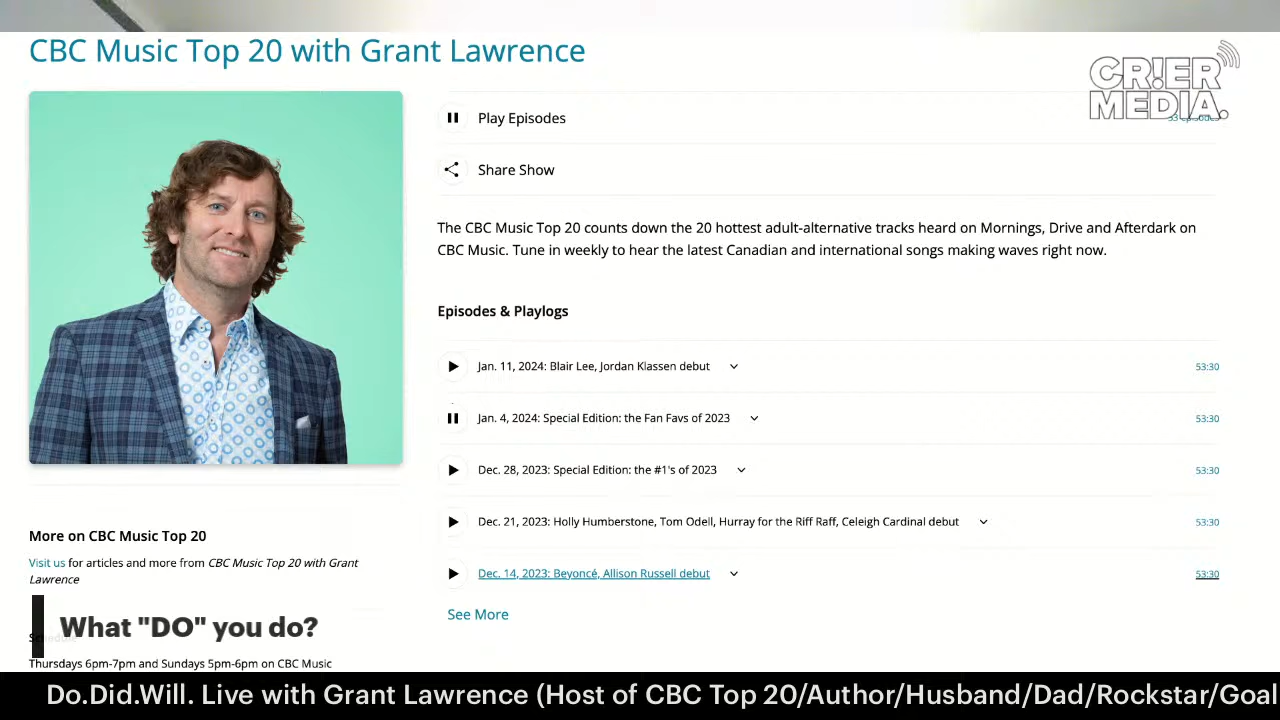 CBC Music Top 20 with Grant Lawrence
CR!ER
MEDIA.
Play Episodes
53 episodes
Share Show
The CBC Music Top 20 counts down the 20 hottest adult-alternative tracks heard on Mornings, Drive and Afterdark on
CBC Music. Tune in weekly to hear the latest Canadian and international songs making waves right now.
Episodes & Playlogs
Jan. 11, 2024: Blair Lee, Jordan Klassen debut 53:30
Jan. 4, 2024: Special Edition: the Fan Favs of 2023 53:30
Dec. 28, 2023: Special Edition: the #1's of 2023 53:30
Dec. 21, 2023: Holly Humberstone, Tom Odell, Hurray for the Riff Raff, Celeigh Cardinal debut 53:30
Dec. 14, 2023: Beyoncé, Allison Russell debut 53:30
See More
More on CBC Music Top 20
Visit us for articles and more from CBC Music Top 20 with Grant
Lawrence
What "DO" you do?
Thursdays 6pm-7pm and Sundays 5pm-6pm on CBC Music
Do.Did.Will. Live with Grant Lawrence (Host of CBC Top 20/Author/Husband/Dad/Rockstar/Goal